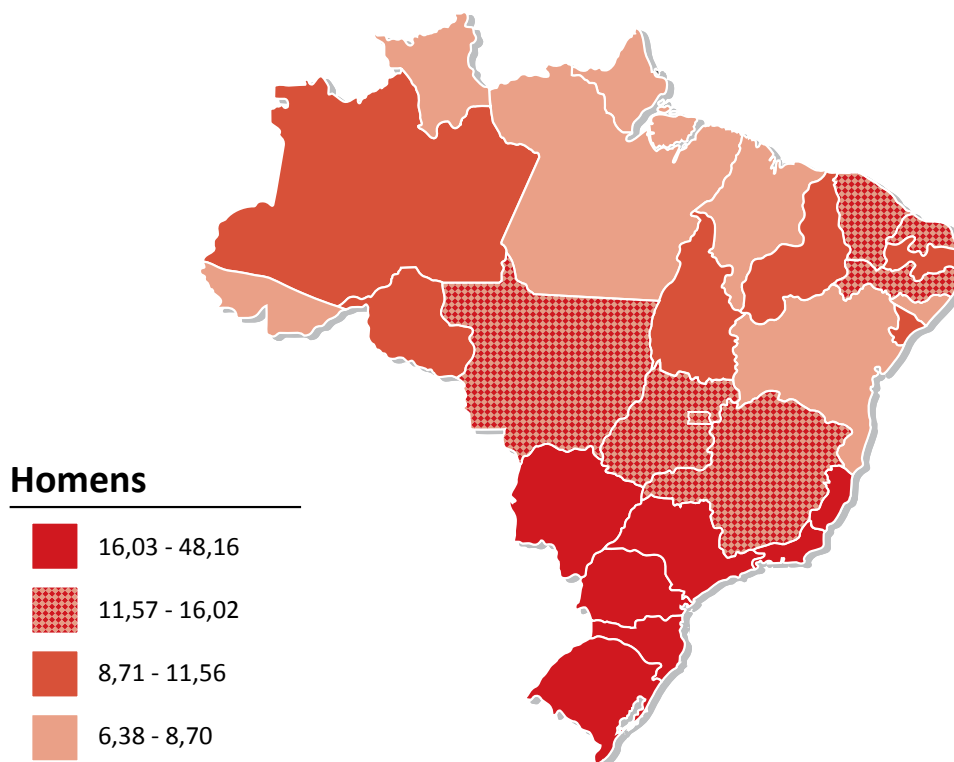 Homens
16,03 - 48,16
11,57 - 16,02
8,71 - 11,56
6,38 - 8,70